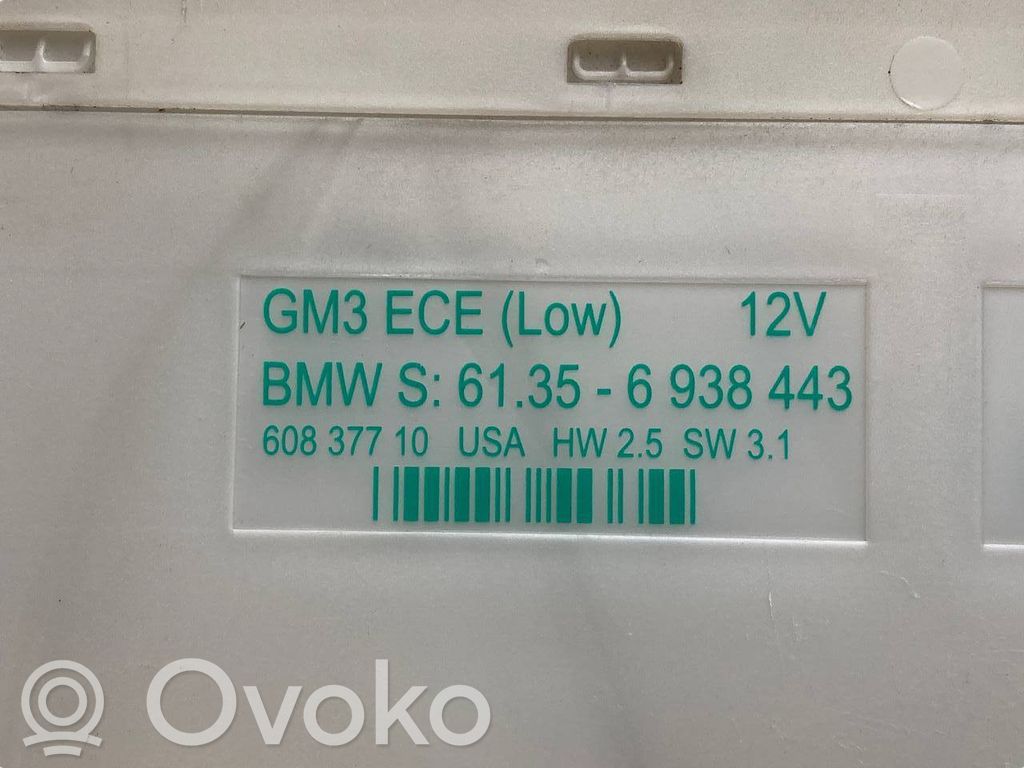 GM3 ECE (Low) 12V
BMW S: 61.35 - 6 938 443
608 377 10 USA HW 2.5 SW 3.1
Ovoko